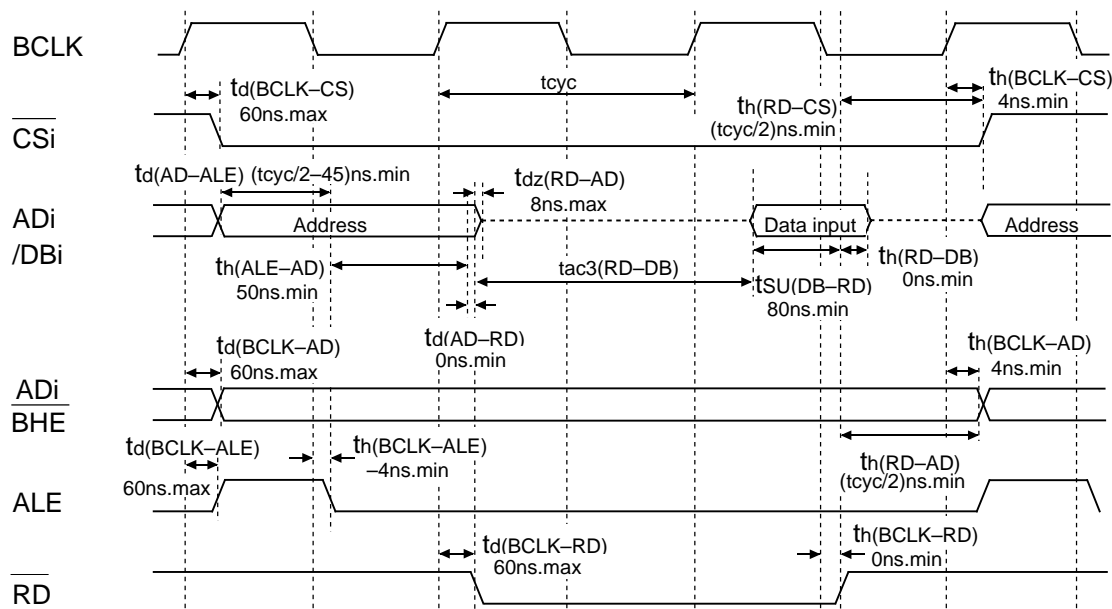 BCLK
td(BCLK–CS)
60ns.max
tcyc
th(RD–CS)
(tcyc/2)ns.min
th(BCLK–CS)
4ns.min
CSi
td(AD–ALE) (tcyc/2–45)ns.min
tdz(RD–AD)
8ns.max
ADi
/DBi
Address
Data input
Address
th(ALE–AD)
50ns.min
tac3(RD–DB)
tSU(DB–RD)
80ns.min
th(RD–DB)
0ns.min
td(AD–RD)
0ns.min
td(BCLK–AD)
60ns.max
th(BCLK–AD)
4ns.min
ADi
BHE
td(BCLK–ALE)
60ns.max
th(BCLK–ALE)
–4ns.min
th(RD–AD)
(tcyc/2)ns.min
ALE
td(BCLK–RD)
60ns.max
th(BCLK–RD)
0ns.min
RD